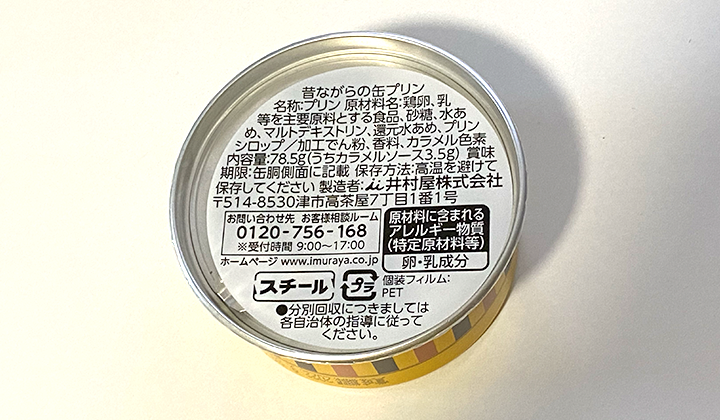 昔ながらの缶プリン
名称:プリン 原材料名:鶏卵、乳
等を主要原料とする食品、砂糖、水あ
め、マルトデキストリン、還元水あめ、プリン
シロップ/加工でん粉、香料、カラメル色素
内容量:78.5g(うちカラメルソース3.5g) 賞味
期限:缶胴側面に記載 保存方法:高温を避けて
保存してください 製造者:井村屋株式会社
〒514-8530津市高茶屋7丁目1番1号
お問い合わせ先 お客様相談ルーム
0120-756-168
※受付時間 9:00~17:00
ホームページ www.imuraya.co.jp
原材料に含まれる
アレルギー物質
(特定原材料等)
卵・乳成分
スチール
プラ
個装フィルム:
PET
●分別回収につきましては
各自治体の指導に従って
ください。